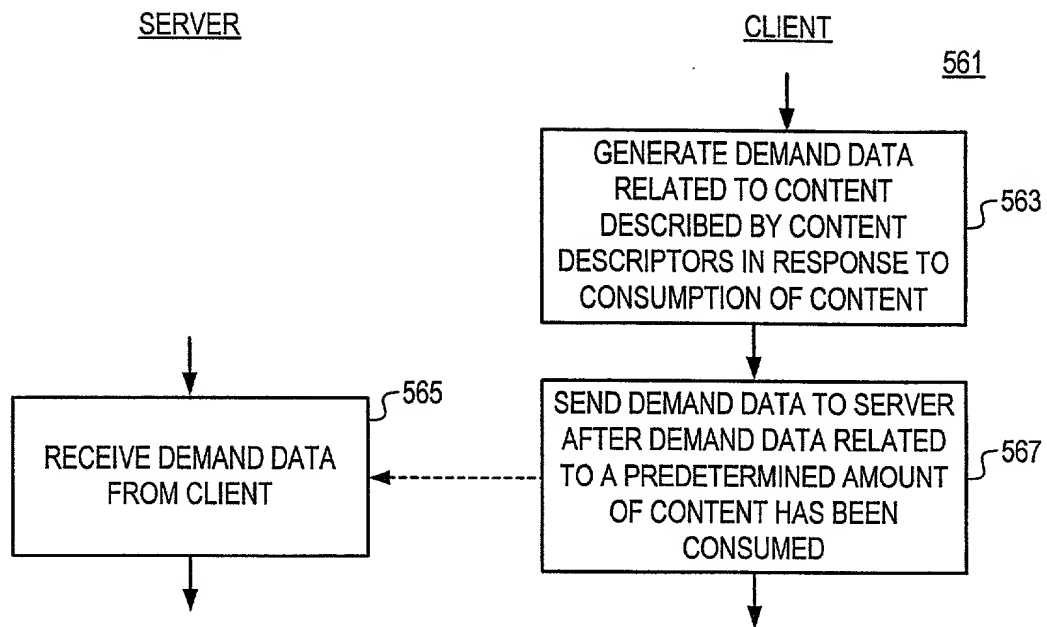 SERVER
CLIENT
561
GENERATE DEMAND DATA
RELATED TO CONTENT
DESCRIBED BY CONTENT
DESCRIPTORS IN RESPONSE TO
CONSUMPTION OF CONTENT
563
RECEIVE DEMAND DATA
FROM CLIENT
565
SEND DEMAND DATA TO SERVER
AFTER DEMAND DATA RELATED
TO A PREDETERMINED AMOUNT
OF CONTENT HAS BEEN
CONSUMED
567